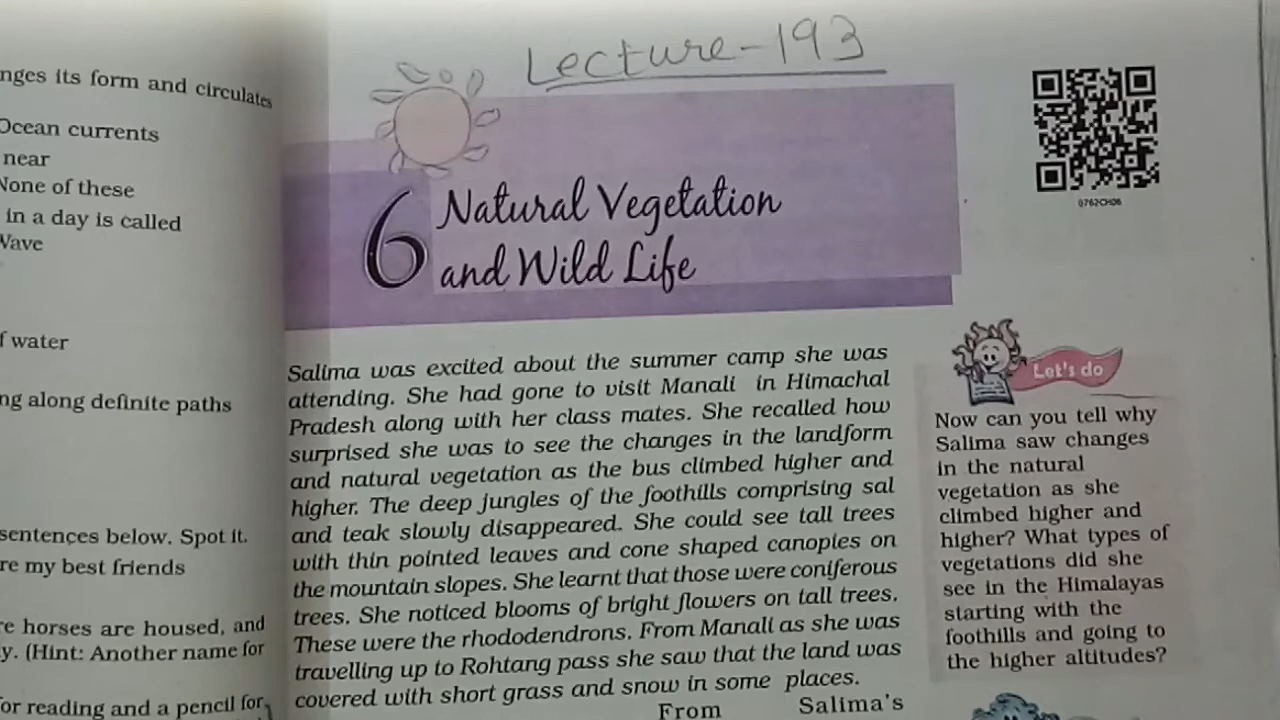 nges its form and circulates
Ocean currents
near
None of these
in a day is called
Wave
f water
ng along definite paths
sentences below. Spot it.
re my best friends
re horses are housed, and
y. (Hint: Another name for
or reading and a pencil for
Lecture-193
6 Natural Vegetation
and Wild Life
0762CH06
Salima was excited about the summer camp she was
attending. She had gone to visit Manali in Himachal
Pradesh along with her class mates. She recalled how
surprised she was to see the changes in the landform
and natural vegetation as the bus climbed higher and
higher. The deep jungles of the foothills comprising sal
and teak slowly disappeared. She could see tall trees
with thin pointed leaves and cone shaped canopies on
the mountain slopes. She learnt that those were coniferous
trees. She noticed blooms of bright flowers on tall trees.
These were the rhododendrons. From Manali as she was
travelling up to Rohtang pass she saw that the land was
covered with short grass and snow in some places.
From Salima's
Let's do
Now can you tell why
Salima saw changes
in the natural
vegetation as she
climbed higher and
higher? What types of
vegetations did she
see in the Himalayas
starting with the
foothills and going to
the higher altitudes?